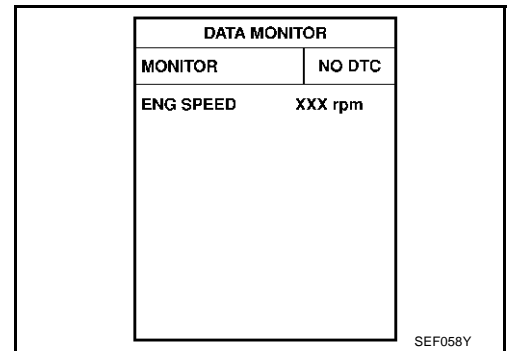 DATA MONITOR
MONITOR NO DTC
ENG SPEED XXX rpm
SEF058Y